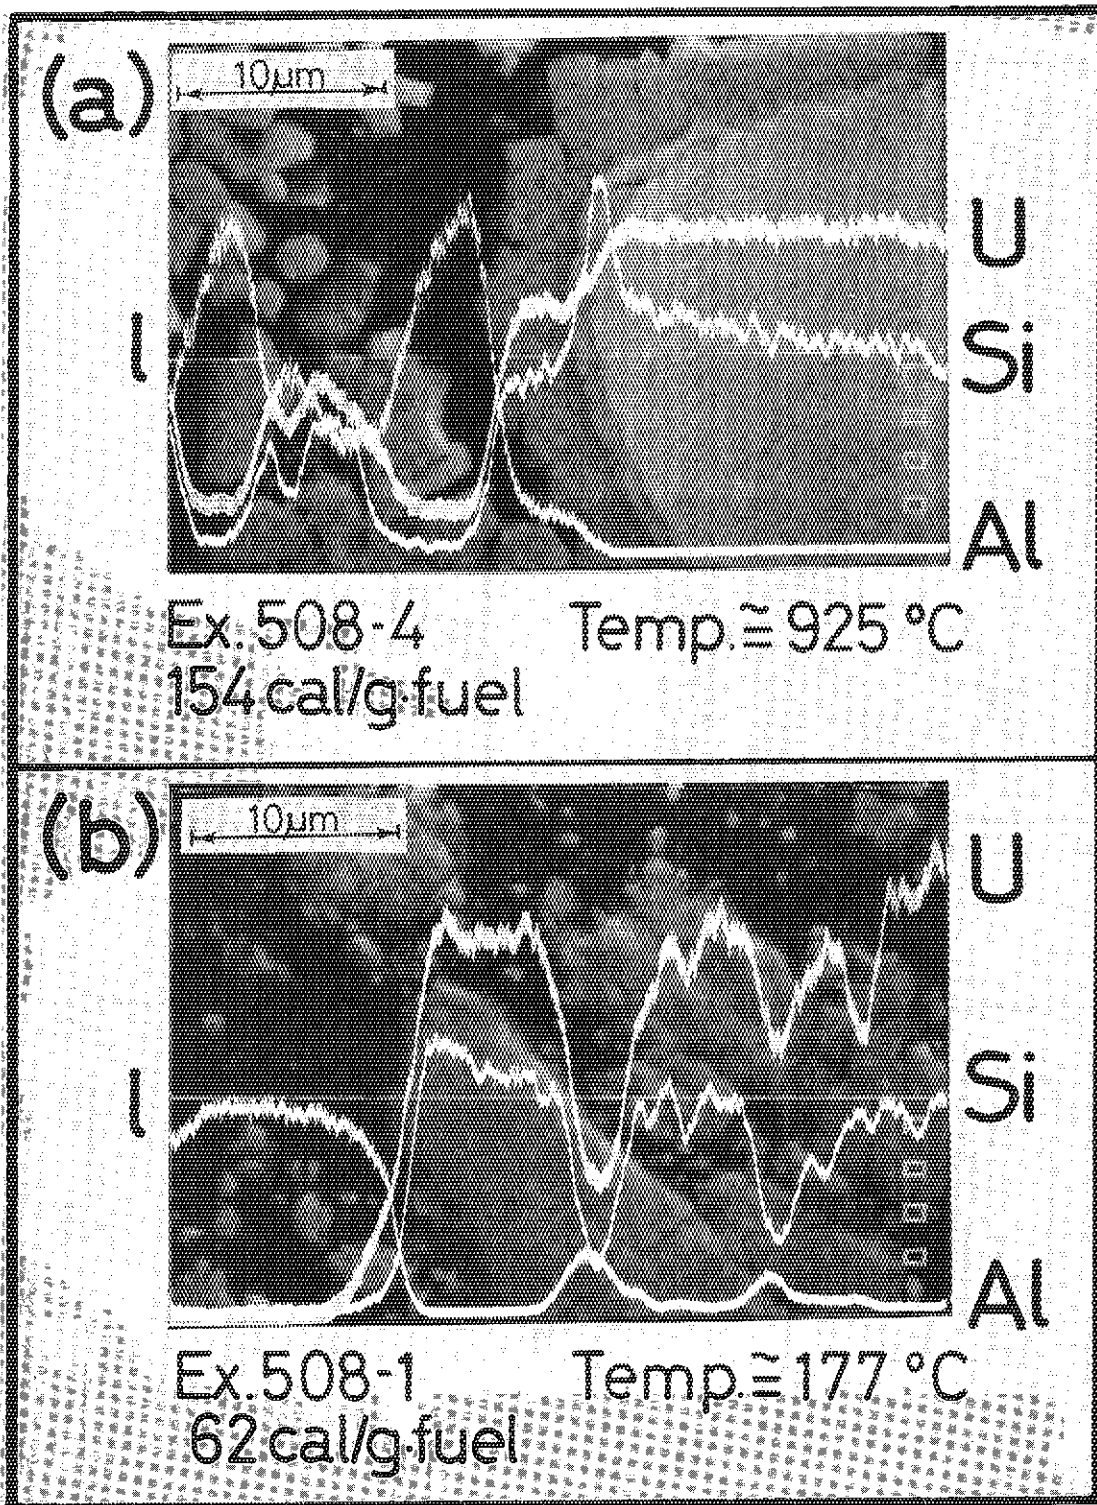 (a)
10μm
U
l
Si
Al
Ex.508-4 Temp.≅925 °C
154 cal/g·fuel
(b)
10μm
U
l
Si
Al
Ex.508-1 Temp.≅177 °C
62 cal/g·fuel